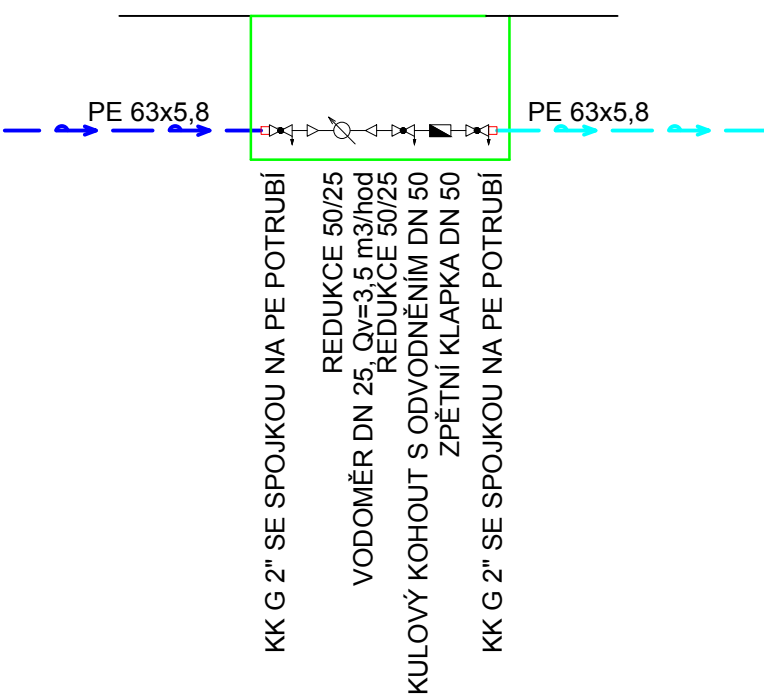 PE 63x5,8
PE 63x5,8
KK G 2" SE SPOJKOU NA PE POTRUBÍ
REDUKCE 50/25
VODOMĚR DN 25, Qv=3,5 m3/hod
REDUKCE 50/25
KULOVÝ KOHOUT S ODVODNĚNÍM DN 50
ZPĚTNÍ KLAPKA DN 50
KK G 2" SE SPOJKOU NA PE POTRUBÍ